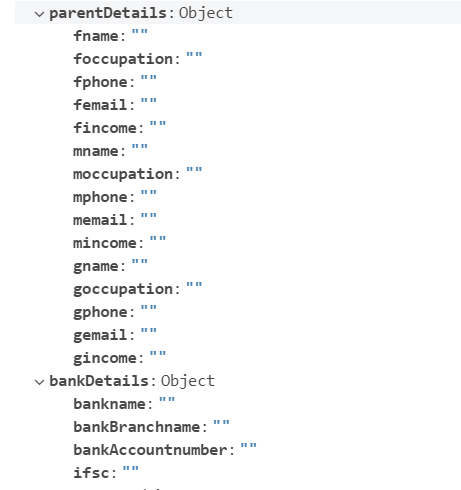 parentDetails: Object
fname: ""
foccupation: ""
fphone: ""
femail: ""
fincome: ""
mname: ""
moccupation: ""
mphone: ""
memail: ""
mincome: ""
gname: ""
goccupation: ""
gphone: ""
gemail: ""
gincome: ""
bankDetails: Object
bankname: ""
bankBranchname: ""
bankAccountnumber: ""
ifsc: ""